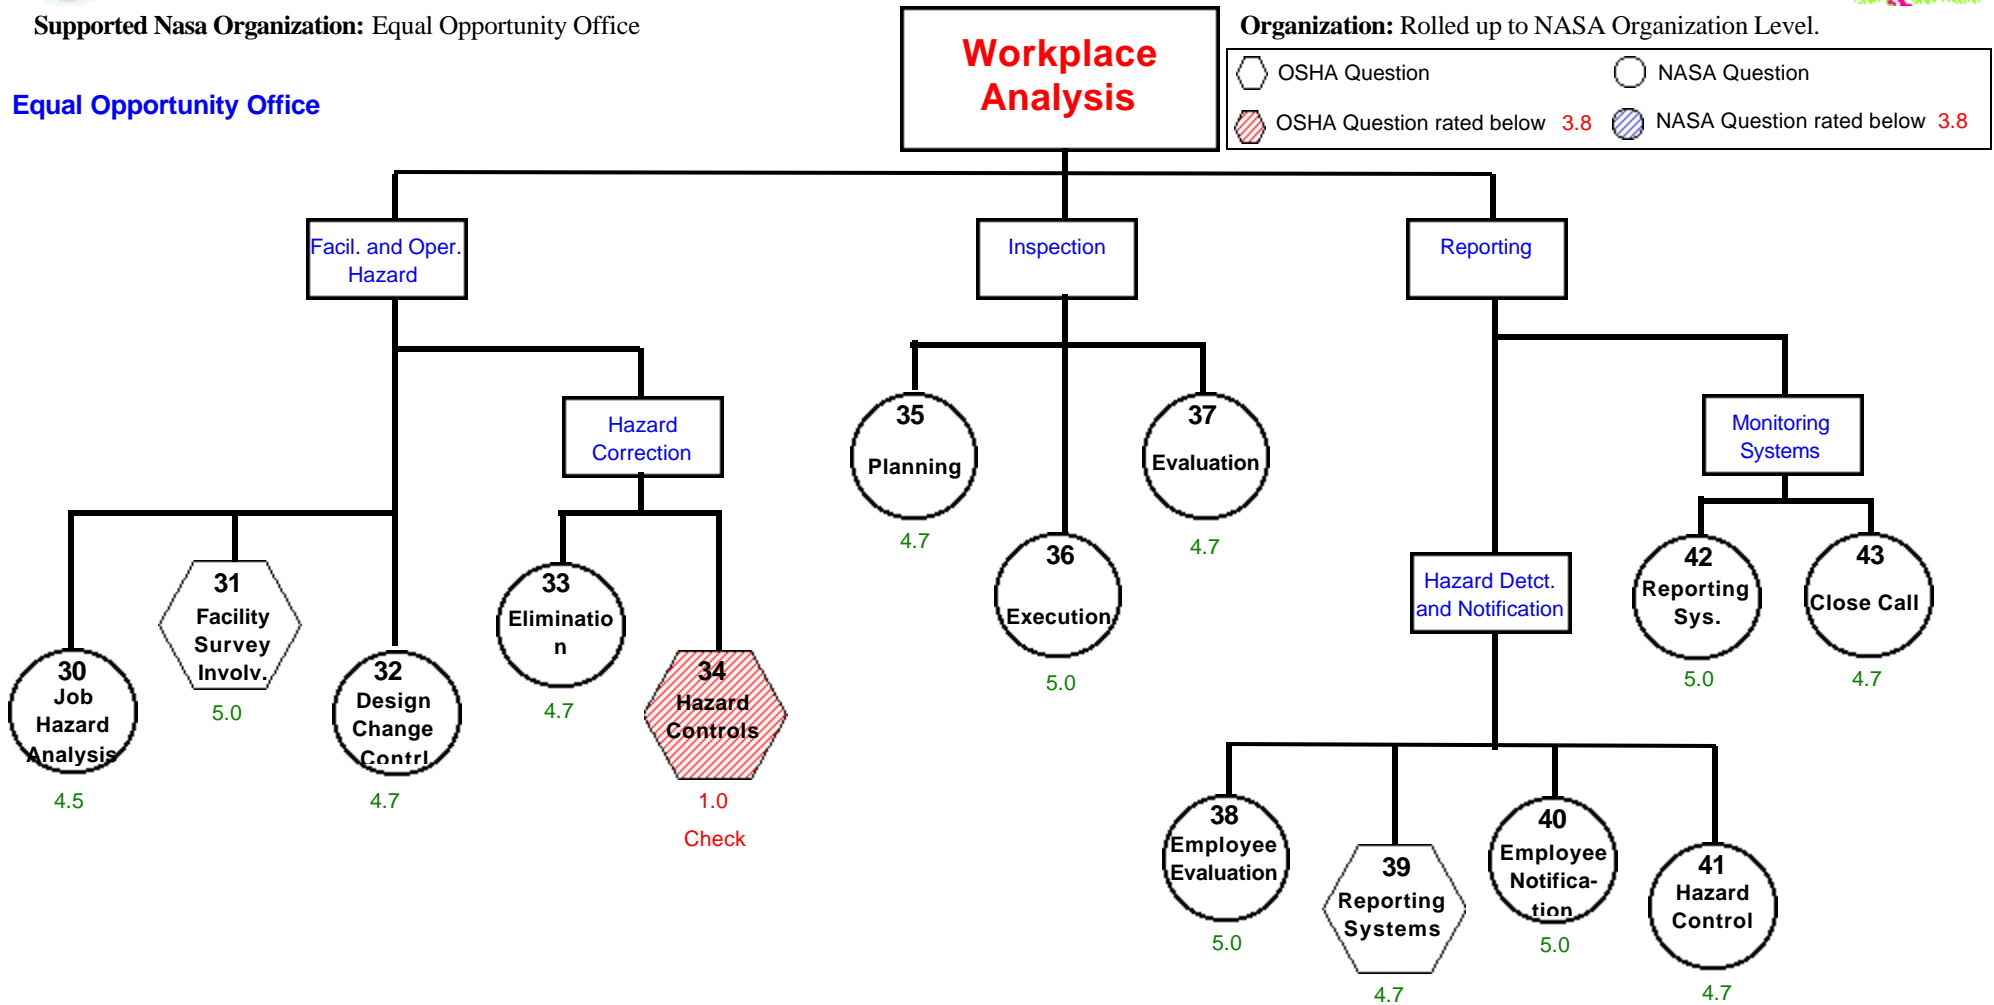 Supported Nasa Organization: Equal Opportunity Office
Organization: Rolled up to NASA Organization Level.
Workplace
Analysis
Equal Opportunity Office
OSHA Question
NASA Question
OSHA Question rated below 3.8
NASA Question rated below 3.8
Facil. and Oper.
Hazard
Inspection
Reporting
Hazard
Correction
Monitoring
Systems
Hazard Detct.
and Notification
30
Job
Hazard
Analysis
4.5
31
Facility
Survey
Involv.
5.0
32
Design
Change
Contrl
4.7
33
Eliminatio
n
4.7
34
Hazard
Controls
1.0
Check
35
Planning
4.7
36
Execution
5.0
37
Evaluation
4.7
38
Employee
Evaluation
5.0
39
Reporting
Systems
4.7
40
Employee
Notifica-
tion
5.0
41
Hazard
Control
4.7
42
Reporting
Sys.
5.0
43
Close Call
4.7